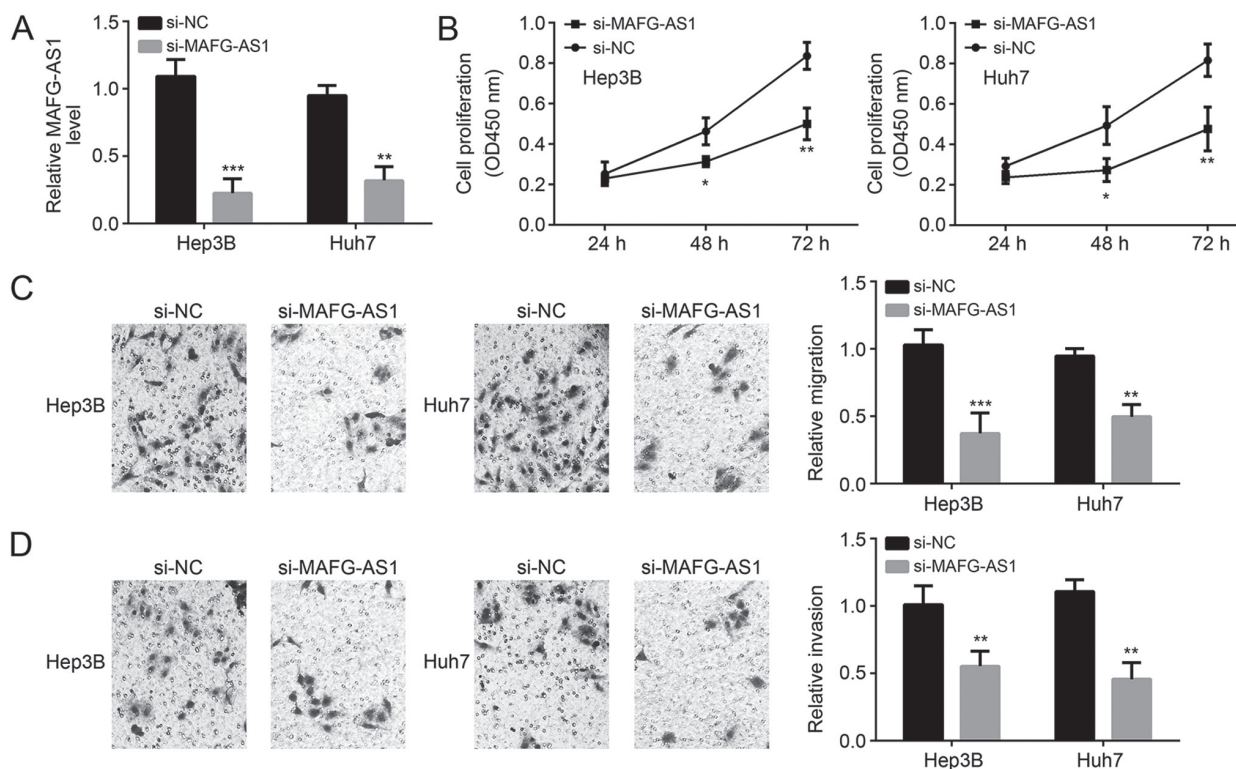 A
si-NC
si-MAFG-AS1
Relative MAFG-AS1
level
1.5
1.0
0.5
0.0
***
**
Hep3B
Huh7
B
si-MAFG-AS1
si-NC
Hep3B
Cell proliferation
(OD450 nm)
1.0
0.8
0.6
0.4
0.2
0.0
*
**
24 h
48 h
72 h
si-MAFG-AS1
si-NC
Huh7
Cell proliferation
(OD450 nm)
1.0
0.8
0.6
0.4
0.2
0.0
*
**
24 h
48 h
72 h
C
si-NC
si-MAFG-AS1
si-NC
si-MAFG-AS1
Hep3B
Huh7
si-NC
si-MAFG-AS1
Relative migration
1.5
1.0
0.5
0.0
***
**
Hep3B
Huh7
D
si-NC
si-MAFG-AS1
si-NC
si-MAFG-AS1
Hep3B
Huh7
si-NC
si-MAFG-AS1
Relative invasion
1.5
1.0
0.5
0.0
**
**
Hep3B
Huh7